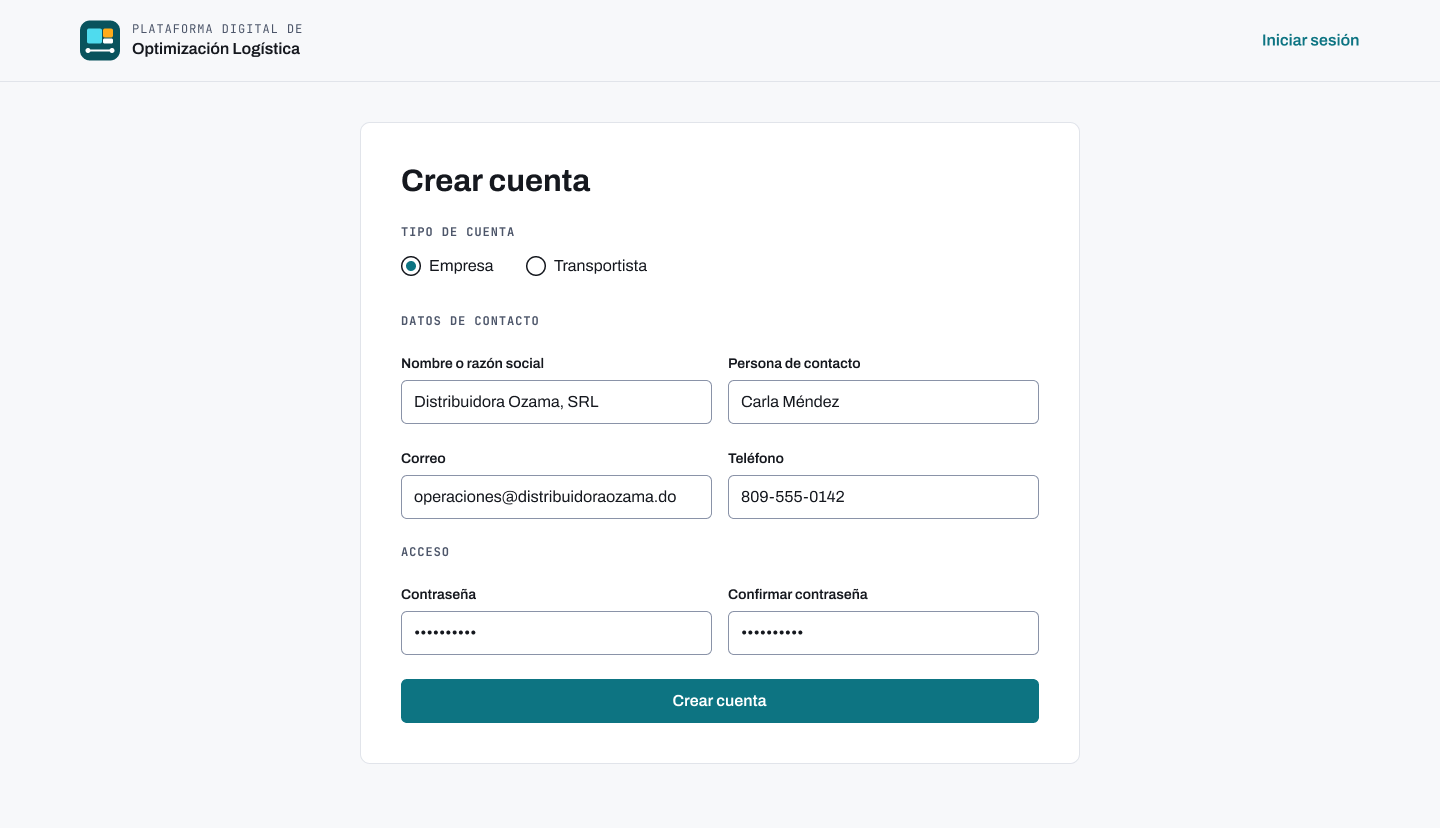 PLATAFORMA DIGITAL DE
Optimización Logística
Iniciar sesión
Crear cuenta
TIPO DE CUENTA
Empresa
Transportista
DATOS DE CONTACTO
Nombre o razón social
Persona de contacto
Distribuidora Ozama, SRL
Carla Méndez
Correo
Teléfono
operaciones@distribuidoraozama.do
809-555-0142
ACCESO
Contraseña
Confirmar contraseña
••••••••••
••••••••••
Crear cuenta